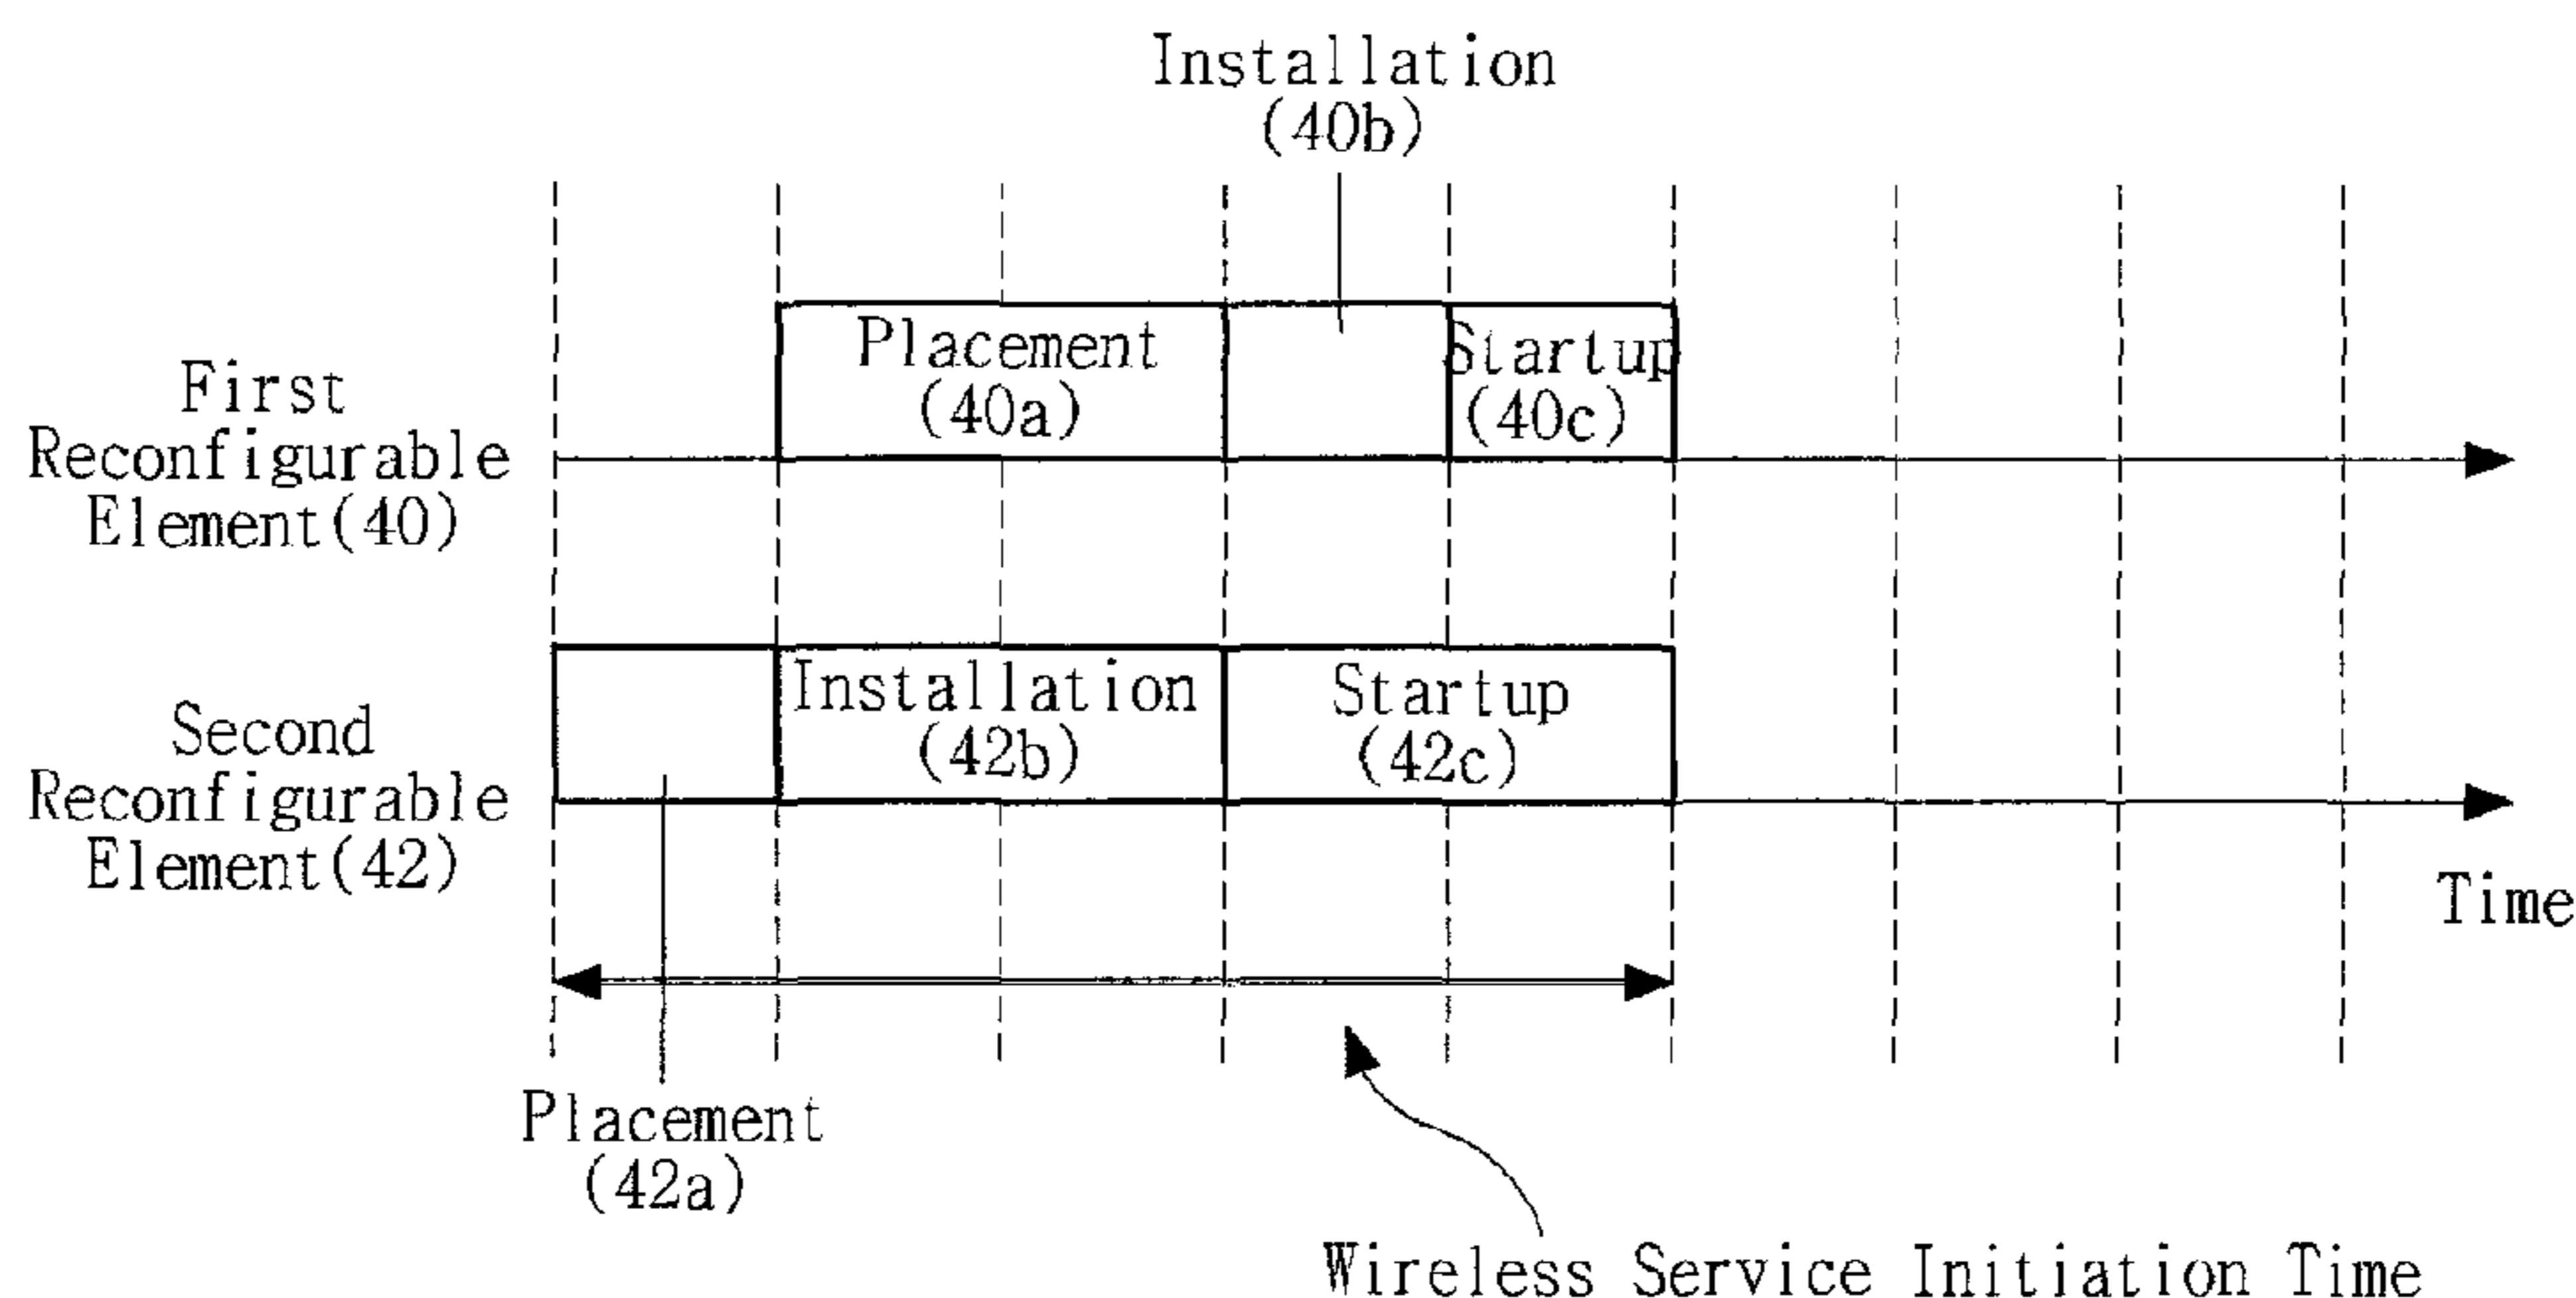 Installation
(40b)
Placement
(40a)
Startup
(40c)
First
Reconfigurable
Element(40)
Installation
(42b)
Startup
(42c)
Second
Reconfigurable
Element(42)
Time
Placement
(42a)
Wireless Service Initiation Time